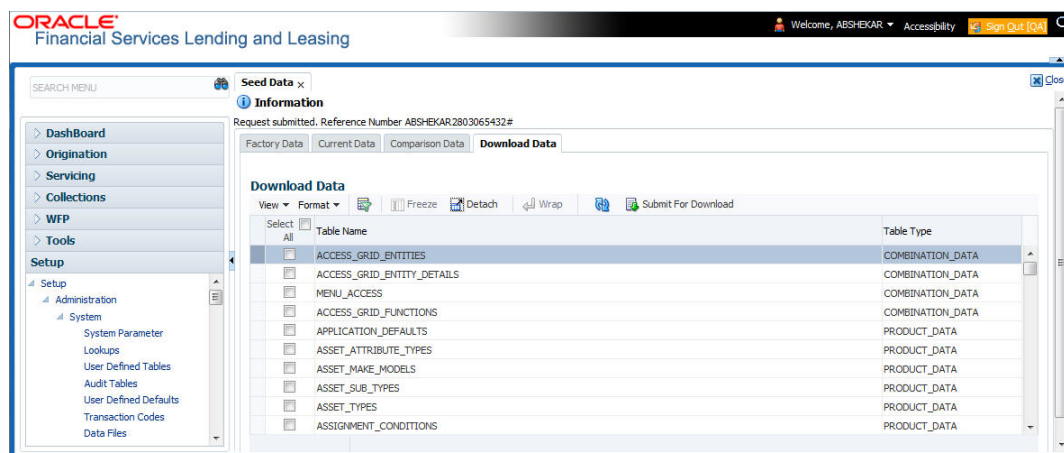 ORACLE
Financial Services Lending and Leasing
Welcome, ABSHEKAR Accessibility Sign Out [QAT]
SEARCH MENU
Seed Data x
Close
Information
Request submitted. Reference Number ABSHEKAR2803065432#
Factory Data Current Data Comparison Data Download Data
DashBoard
Origination
Servicing
Collections
WFP
Tools
Setup
Setup
Administration
System
System Parameter
Lookups
User Defined Tables
Audit Tables
User Defined Defaults
Transaction Codes
Data Files
Download Data
View Format Freeze Detach Wrap Submit For Download
Select All Table Name Table Type
ACCESS_GRID_ENTITIES COMBINATION_DATA
ACCESS_GRID_ENTITY_DETAILS COMBINATION_DATA
MENU_ACCESS COMBINATION_DATA
ACCESS_GRID_FUNCTIONS COMBINATION_DATA
APPLICATION_DEFAULTS PRODUCT_DATA
ASSET_ATTRIBUTE_TYPES PRODUCT_DATA
ASSET_MAKE_MODELS PRODUCT_DATA
ASSET_SUB_TYPES PRODUCT_DATA
ASSET_TYPES PRODUCT_DATA
ASSIGNMENT_CONDITIONS PRODUCT_DATA